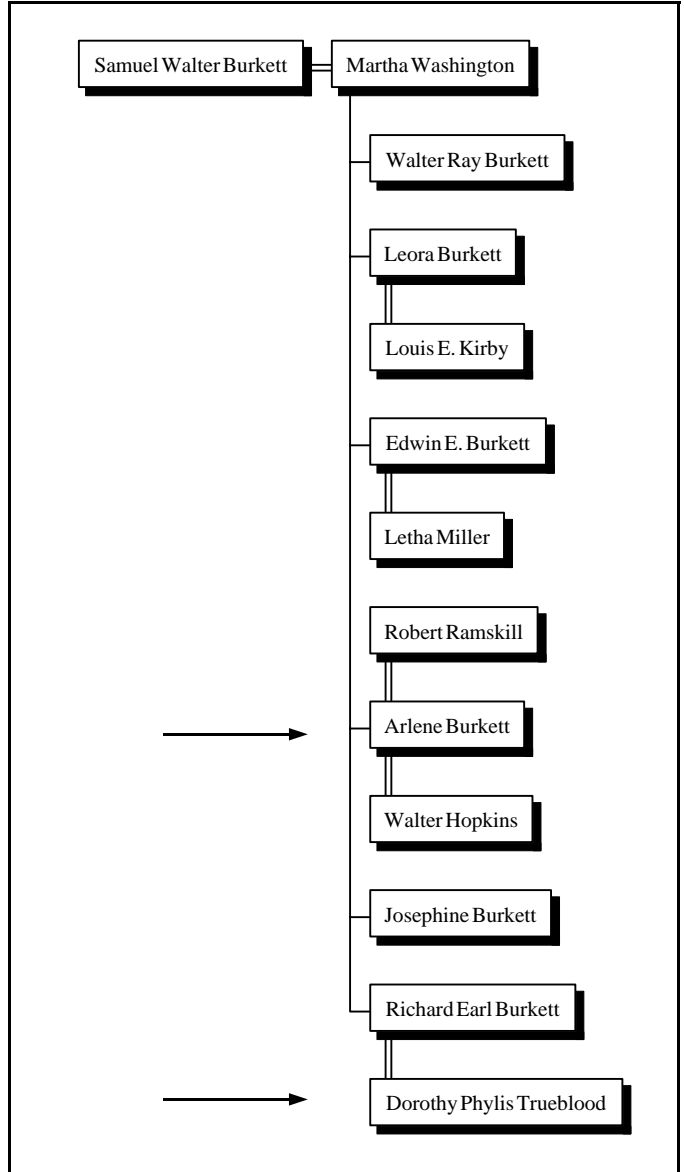 Samuel Walter Burkett Martha Washington
Walter Ray Burkett
Leora Burkett
Louis E. Kirby
Edwin E. Burkett
Letha Miller
Robert Ramskill
Arlene Burkett
Walter Hopkins
Josephine Burkett
Richard Earl Burkett
Dorothy Phylis Trueblood